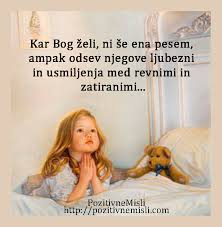 Kar Bog želi, ni še ena pesem,
ampak odsev njegove ljubezni
in usmiljenja med revnimi in
zatiranimi...
PozitivneMisli
http://pozitivnemisli.com